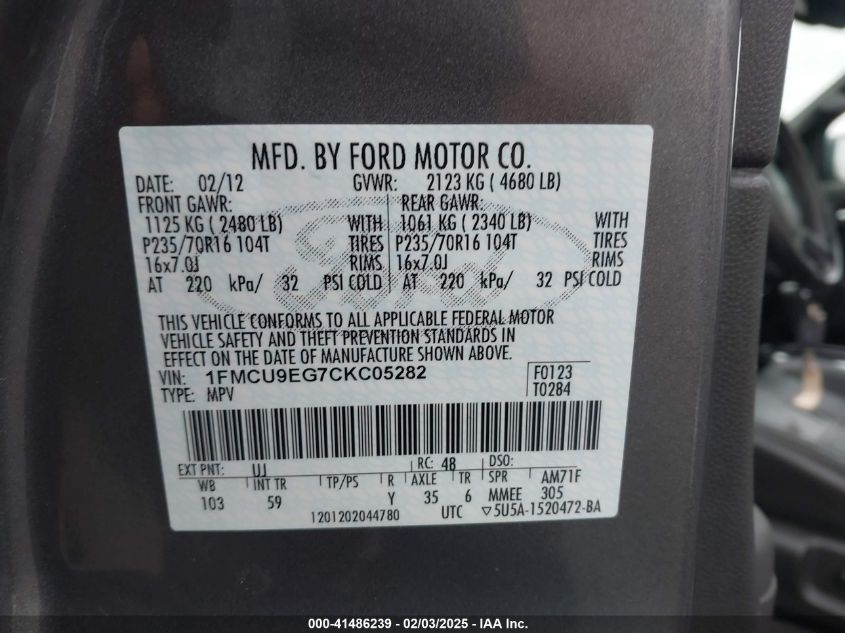 MFD. BY FORD MOTOR CO.
DATE: 02/12 GVWR: 2123 KG ( 4680 LB)
FRONT GAWR: REAR GAWR:
1125 KG ( 2480 LB) WITH 1061 KG ( 2340 LB) WITH
P235/70R16 104T TIRES P235/70R16 104T TIRES
16x7.0J RIMS 16x7.0J RIMS
AT 220 kPa/ 32 PSI COLD AT 220 kPa/ 32 PSI COLD
Ford
THIS VEHICLE CONFORMS TO ALL APPLICABLE FEDERAL MOTOR
VEHICLE SAFETY AND THEFT PREVENTION STANDARDS IN
EFFECT ON THE DATE OF MANUFACTURE SHOWN ABOVE.
VIN: 1FMCU9EG7CKC05282 F0123
TYPE: MPV T0284
EXT PNT: UJ RC: 48 DSO:
WB INT TR TP/PS R AXLE TR SPR AM71F
103 59 Y 35 6 MMEE 305
1201202044780 UTC ▽5U5A-1520472-BA
000-41486239 - 02/03/2025 - IAA Inc.